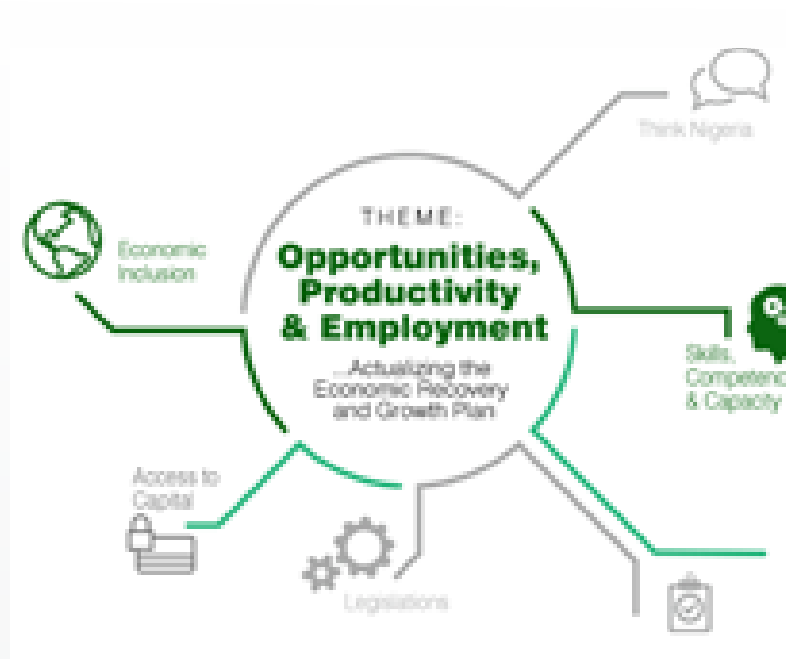 Think Nigeria
THEME:
Opportunities,
Productivity
& Employment
...Actualizing the
Economic Recovery
and Growth Plan
Economic
Inclusion
Skills,
Competenc
& Capacity
Access to
Capital
Legislations